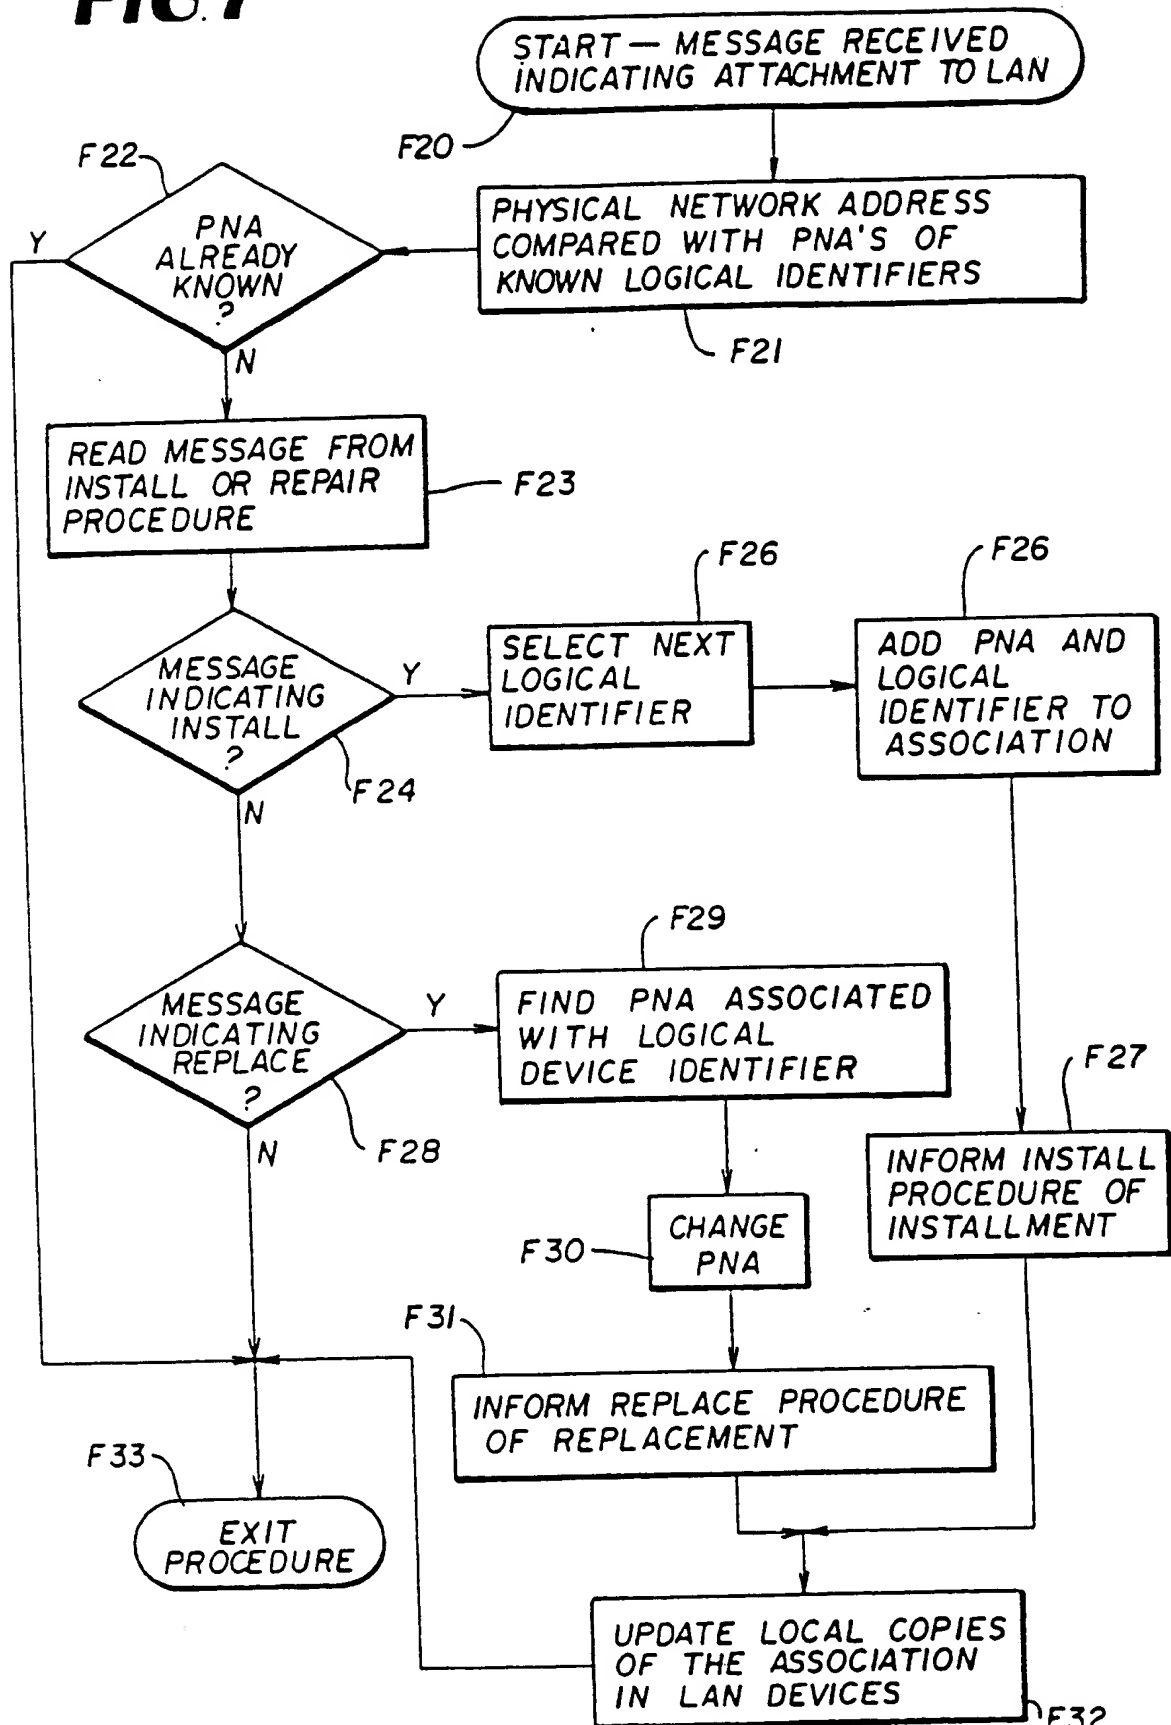 FIG.7
START — MESSAGE RECEIVED
INDICATING ATTACHMENT TO LAN
F20
F22
PNA
ALREADY
KNOWN
?
Y
N
PHYSICAL NETWORK ADDRESS
COMPARED WITH PNA'S OF
KNOWN LOGICAL IDENTIFIERS
F21
READ MESSAGE FROM
INSTALL OR REPAIR
PROCEDURE
F23
MESSAGE
INDICATING
INSTALL
?
Y
N
F24
F26
SELECT NEXT
LOGICAL
IDENTIFIER
F26
ADD PNA AND
LOGICAL
IDENTIFIER TO
ASSOCIATION
MESSAGE
INDICATING
REPLACE
?
Y
N
F28
F29
FIND PNA ASSOCIATED
WITH LOGICAL
DEVICE IDENTIFIER
F27
INFORM INSTALL
PROCEDURE OF
INSTALLMENT
F30
CHANGE
PNA
F31
INFORM REPLACE PROCEDURE
OF REPLACEMENT
F33
EXIT
PROCEDURE
UPDATE LOCAL COPIES
OF THE ASSOCIATION
IN LAN DEVICES
F32